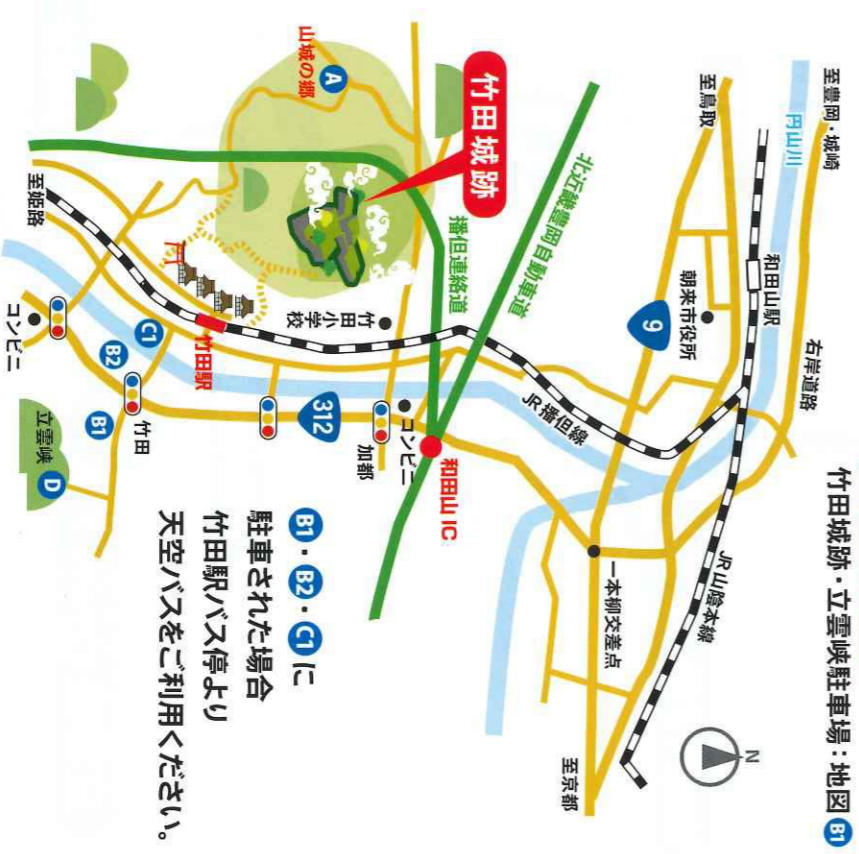 竹田城跡・立雲峡駐車場：地図 B1
至豊岡・城崎
円山川
至鳥取
和田山駅
右岸道路
朝来市役所
9
北近畿豊岡自動車道
播但連絡道
竹田城跡
山城の郷
A
JR山陰本線
JR播但線
一本柳交差点
至京都
N
和田山IC
コンビニ
加都
312
竹田小学校
竹田駅
至姫路
C1
B2
B1
竹田
コンビニ
立雲峡
D
B1・B2・C1に
駐車された場合
竹田駅バス停より
天空バスをご利用ください。